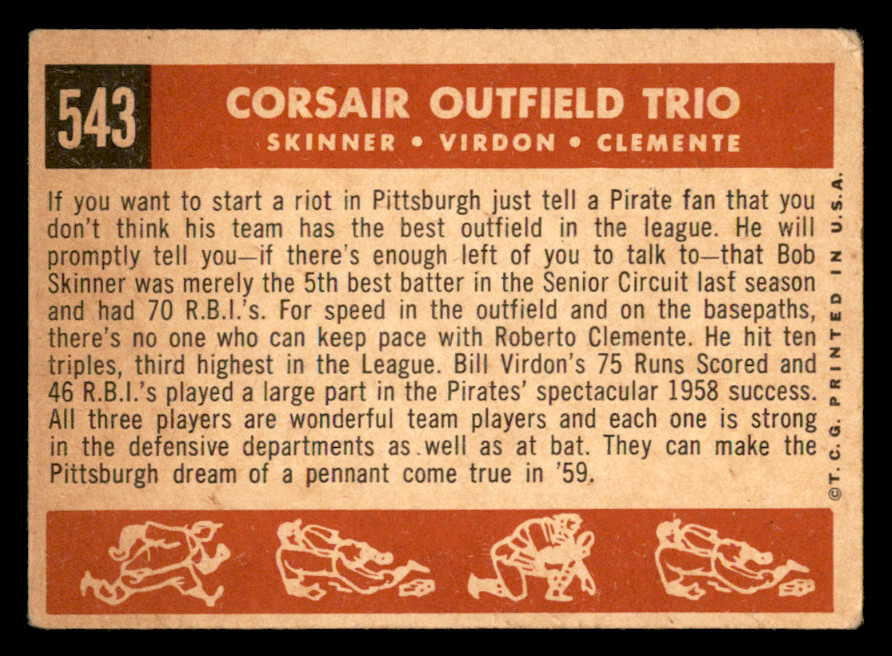 543
CORSAIR OUTFIELD TRIO
SKINNER • VIRDON • CLEMENTE
If you want to start a riot in Pittsburgh just tell a Pirate fan that you
don't think his team has the best outfield in the league. He will
promptly tell you—if there's enough left of you to talk to—that Bob
Skinner was merely the 5th best batter in the Senior Circuit last season
and had 70 R.B.I.'s. For speed in the outfield and on the basepaths,
there's no one who can keep pace with Roberto Clemente. He hit ten
triples, third highest in the League. Bill Virdon's 75 Runs Scored and
46 R.B.I.'s played a large part in the Pirates' spectacular 1958 success.
All three players are wonderful team players and each one is strong
in the defensive departments as well as at bat. They can make the
Pittsburgh dream of a pennant come true in '59.
©T. C. G. PRINTED IN U.S.A.